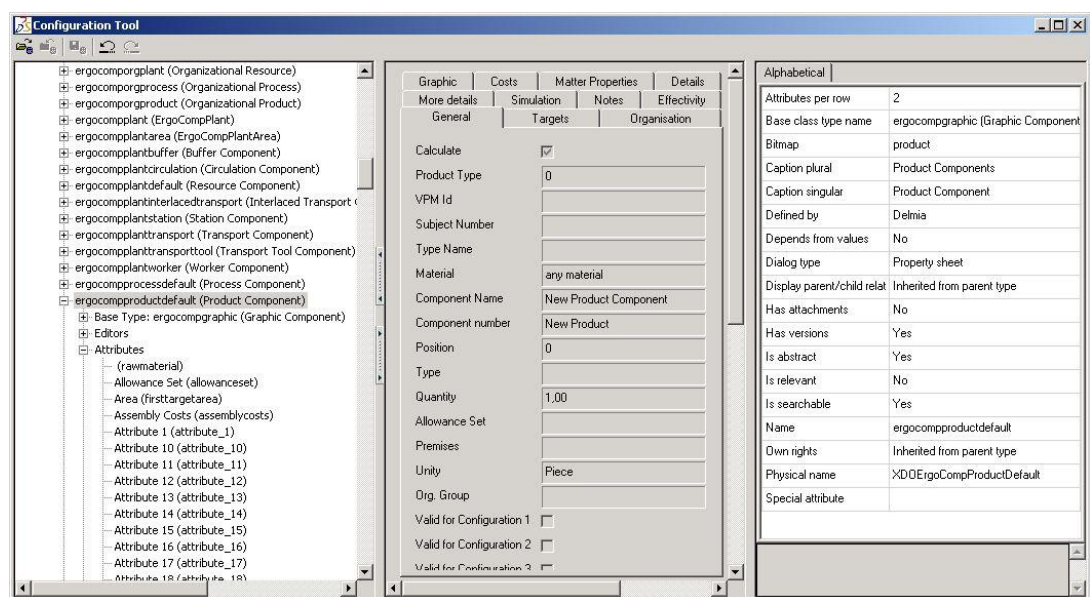 Configuration Tool
ergocomporgplant (Organizational Resource)
ergocomporgprocess (Organizational Process)
ergocomporgproduct (Organizational Product)
ergocompplant (ErgoCompPlant)
ergocompplantarea (ErgoCompPlantArea)
ergocompplantbuffer (Buffer Component)
ergocompplantcirculation (Circulation Component)
ergocompplantdefault (Resource Component)
ergocompplantinterlacedtransport (Interlaced Transport
ergocompplantstation (Station Component)
ergocompplanttransport (Transport Component)
ergocompplanttransporttool (Transport Tool Component)
ergocompplantworker (Worker Component)
ergocompprocessdefault (Process Component)
ergocompproductdefault (Product Component)
Base Type: ergocompgraphic (Graphic Component)
Editors
Attributes
(rawmaterial)
Allowance Set (allowanceset)
Area (firsttargetarea)
Assembly Costs (assemblycosts)
Attribute 1 (attribute_1)
Attribute 10 (attribute_10)
Attribute 11 (attribute_11)
Attribute 12 (attribute_12)
Attribute 13 (attribute_13)
Attribute 14 (attribute_14)
Attribute 15 (attribute_15)
Attribute 16 (attribute_16)
Attribute 17 (attribute_17)
Attribute 18 (attribute_18)
Graphic Costs Matter Properties Details
More details Simulation Notes Effectivity
General Targets Organisation
Calculate
Product Type 0
VPM Id
Subject Number
Type Name
Material any material
Component Name New Product Component
Component number New Product
Position 0
Type
Quantity 1,00
Allowance Set
Premises
Unity Piece
Org. Group
Valid for Configuration 1
Valid for Configuration 2
Valid for Configuration 3
Alphabetical
Attributes per row 2
Base class type name ergocompgraphic (Graphic Component
Bitmap product
Caption plural Product Components
Caption singular Product Component
Defined by Delmia
Depends from values No
Dialog type Property sheet
Display parent/child relat Inherited from parent type
Has attachments No
Has versions Yes
Is abstract Yes
Is relevant No
Is searchable Yes
Name ergocompproductdefault
Own rights Inherited from parent type
Physical name XDOErgoCompProductDefault
Special attribute